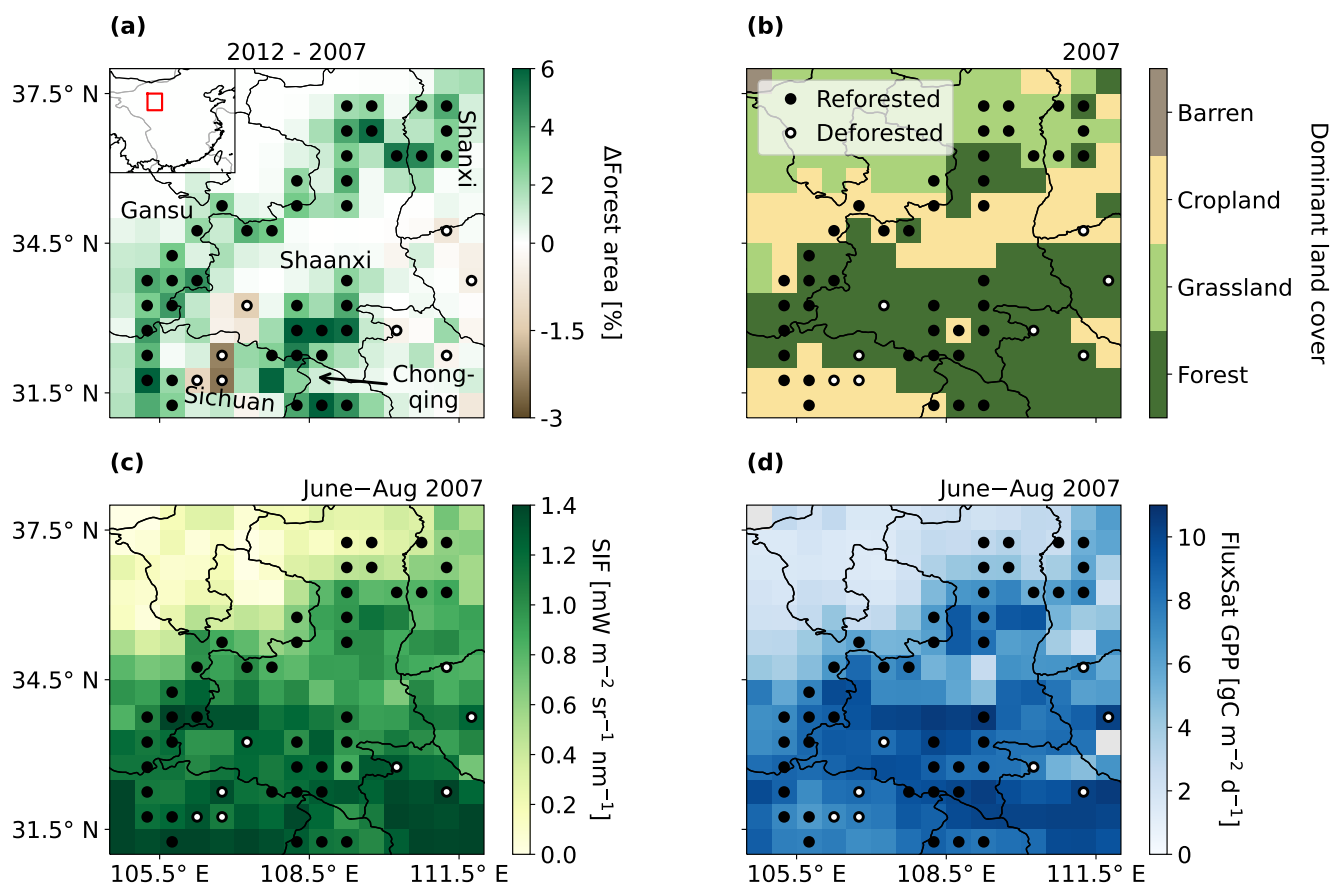 (a)
2012 - 2007
37.5° N
34.5° N
31.5° N
Gansu
Shanxi
Shaanxi
Sichuan
Chong-
qing
6
4
2
0
-1.5
-3
ΔForest area [%]
(b)
2007
Reforested
Deforested
Barren
Cropland
Grassland
Forest
Dominant land cover
(c)
June−Aug 2007
37.5° N
34.5° N
31.5° N
105.5° E
108.5° E
111.5° E
1.4
1.2
1.0
0.8
0.6
0.4
0.2
0.0
SIF [mW m⁻² sr⁻¹ nm⁻¹]
(d)
June−Aug 2007
105.5° E
108.5° E
111.5° E
10
8
6
4
2
0
FluxSat GPP [gC m⁻² d⁻¹]